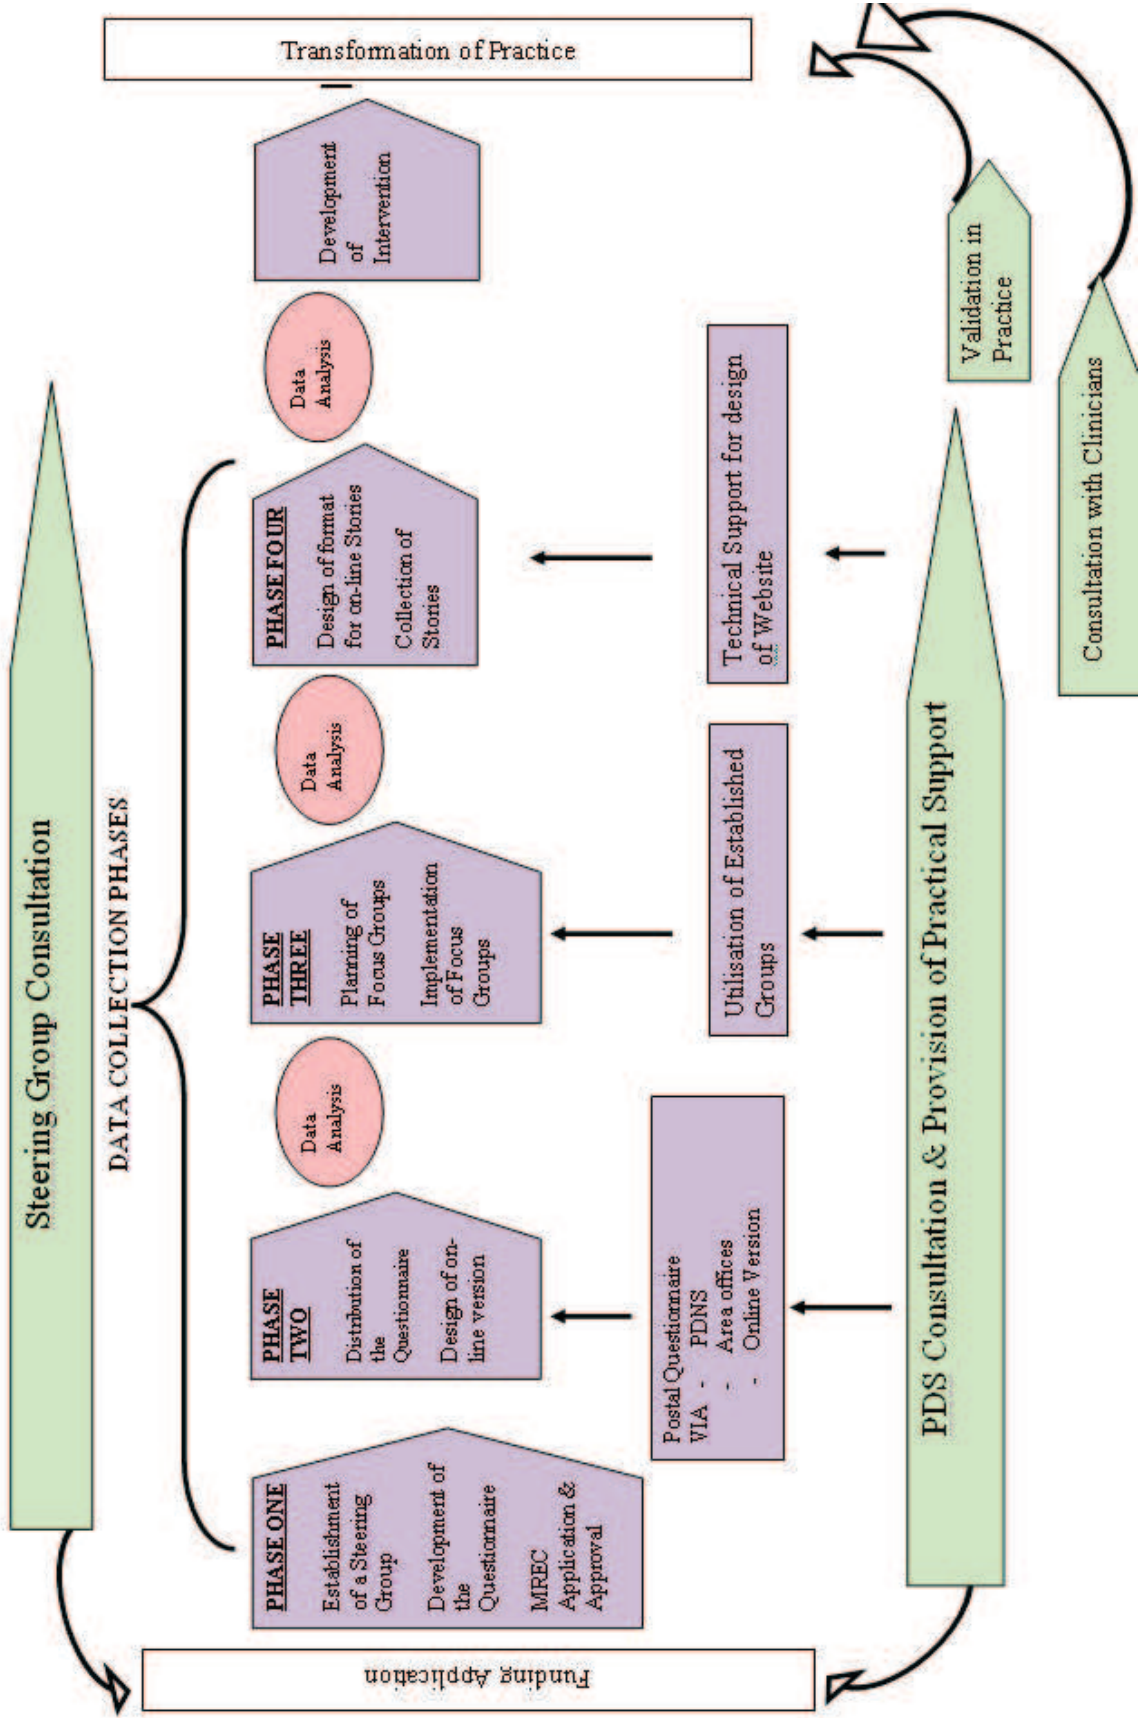 Steering Group Consultation
DATA COLLECTION PHASES
Funding Application
PHASE ONE
Establishment
of a Steering
Group
Development of
the
Questionnaire
MREC
Application &
Approval
PHASE
TWO
Distribution of
the
Questionnaire
Design of on-
line version
Data
Analysis
PHASE
THREE
Planning of
Focus Groups
Implementation
of Focus
Groups
Data
Analysis
PHASE FOUR
Design of format
for on-line Stories
Collection of
Stories
Data
Analysis
Development
of
Intervention
Transformation of Practice
Postal Questionnaire
VIA - PDNS
- Area offices
- Online Version
Utilisation of Established
Groups
Technical Support for design
of Website
PDS Consultation & Provision of Practical Support
Validation in
Practice
Consultation with Clinicians